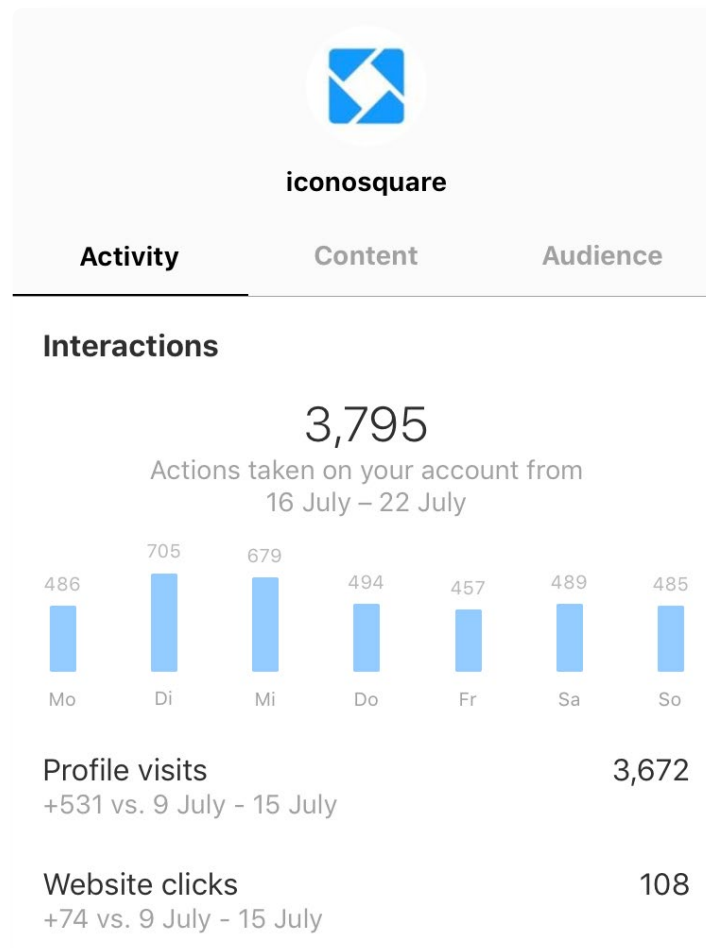 iconosquare
Activity Content Audience
Interactions
3,795
Actions taken on your account from
16 July – 22 July
486 705 679 494 457 489 485
Mo Di Mi Do Fr Sa So
Profile visits 3,672
+531 vs. 9 July - 15 July
Website clicks 108
+74 vs. 9 July - 15 July